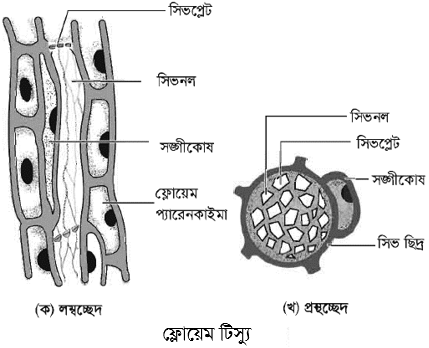 সিভপ্লেট
সিভনল
সঙ্গীকোষ
ফ্লোয়েম
প্যারেনকাইমা
সিভনল
সিভপ্লেট
সঙ্গীকোষ
সিভ ছিদ্র
(ক) লম্বচ্ছেদ
(খ) প্রস্থচ্ছেদ
ফ্লোয়েম টিস্যু